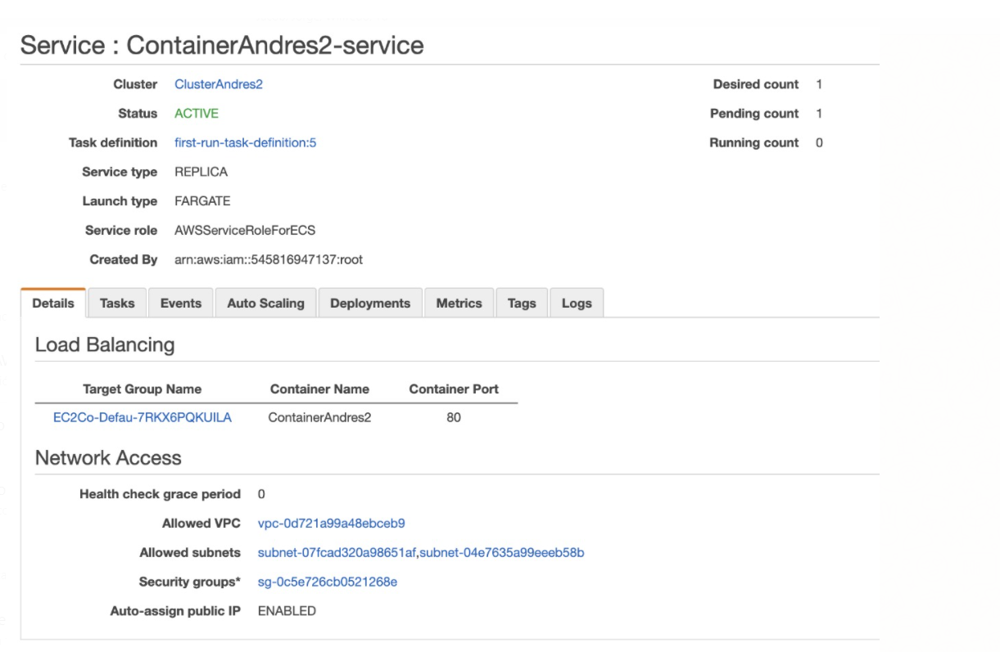 Service : ContainerAndres2-service
Cluster ClusterAndres2
Desired count 1
Status ACTIVE
Pending count 1
Task definition first-run-task-definition:5
Running count 0
Service type REPLICA
Launch type FARGATE
Service role AWSServiceRoleForECS
Created By arn:aws:iam::545816947137:root
Details Tasks Events Auto Scaling Deployments Metrics Tags Logs
Load Balancing
Target Group Name Container Name Container Port
EC2Co-Defau-7RKX6PQKUILA ContainerAndres2 80
Network Access
Health check grace period 0
Allowed VPC vpc-0d721a99a48ebceb9
Allowed subnets subnet-07fcad320a98651af,subnet-04e7635a99eeeb58b
Security groups* sg-0c5e726cb0521268e
Auto-assign public IP ENABLED